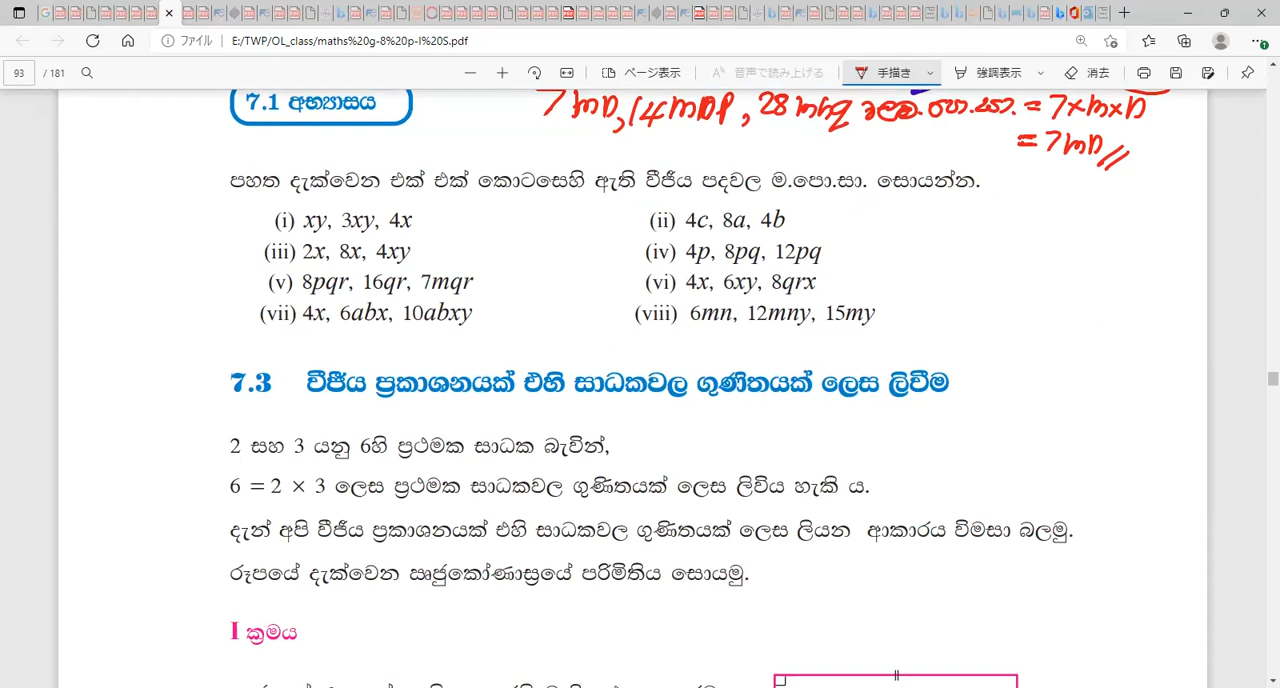 ファイル E:/TWP/OL_class/maths%20g-8%20p-I%20S.pdf
93 / 181 ページ表示 音声で読み上げる 手描き 強調表示 消去
7.1 අභ්‍යාසය
7mn, 14mnp, 28mnq වල ම.පො.සා. = 7×m×n
= 7mn
පහත දැක්වෙන එක් එක් කොටසෙහි ඇති වීජීය පදවල ම.පො.සා. සොයන්න.
(i) xy, 3xy, 4x (ii) 4c, 8a, 4b
(iii) 2x, 8x, 4xy (iv) 4p, 8pq, 12pq
(v) 8pqr, 16qr, 7mqr (vi) 4x, 6xy, 8qrx
(vii) 4x, 6abx, 10abxy (viii) 6mn, 12mny, 15my
7.3 වීජීය ප්‍රකාශනයක් එහි සාධකවල ගුණිතයක් ලෙස ලිවීම
2 සහ 3 යනු 6හි ප්‍රථමක සාධක බැවින්,
6 = 2 × 3 ලෙස ප්‍රථමක සාධකවල ගුණිතයක් ලෙස ලිවිය හැකි ය.
දැන් අපි වීජීය ප්‍රකාශනයක් එහි සාධකවල ගුණිතයක් ලෙස ලියන ආකාරය විමසා බලමු.
රූපයේ දැක්වෙන සෘජුකෝණාස්‍රයේ පරිමිතිය සොයමු.
I ක්‍රමය